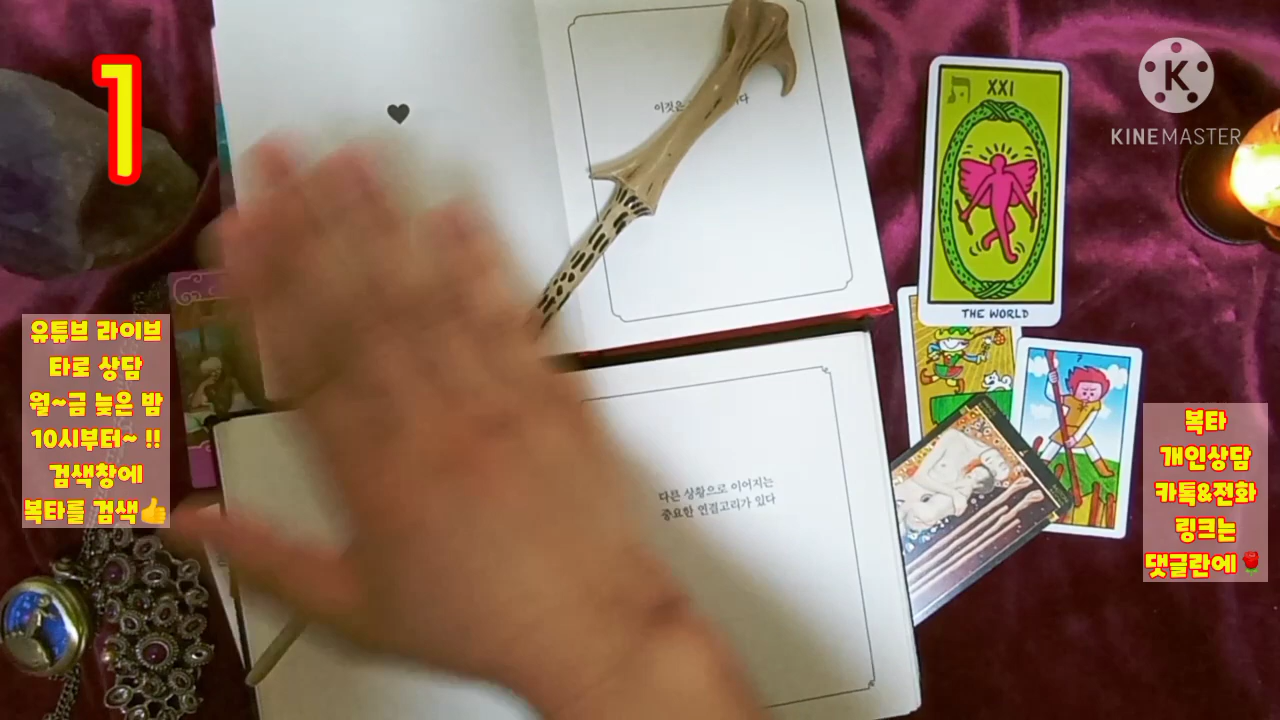 1
유튜브 라이브
타로 상담
월~금 늦은 밤
10시부터~ !!
검색창에
복타를 검색👍
이것은
다른 상황으로 이어지는
중요한 연결고리가 있다
XXI
THE WORLD
K
KINEMASTER
복타
개인상담
카톡&전화
링크는
댓글란에🌹